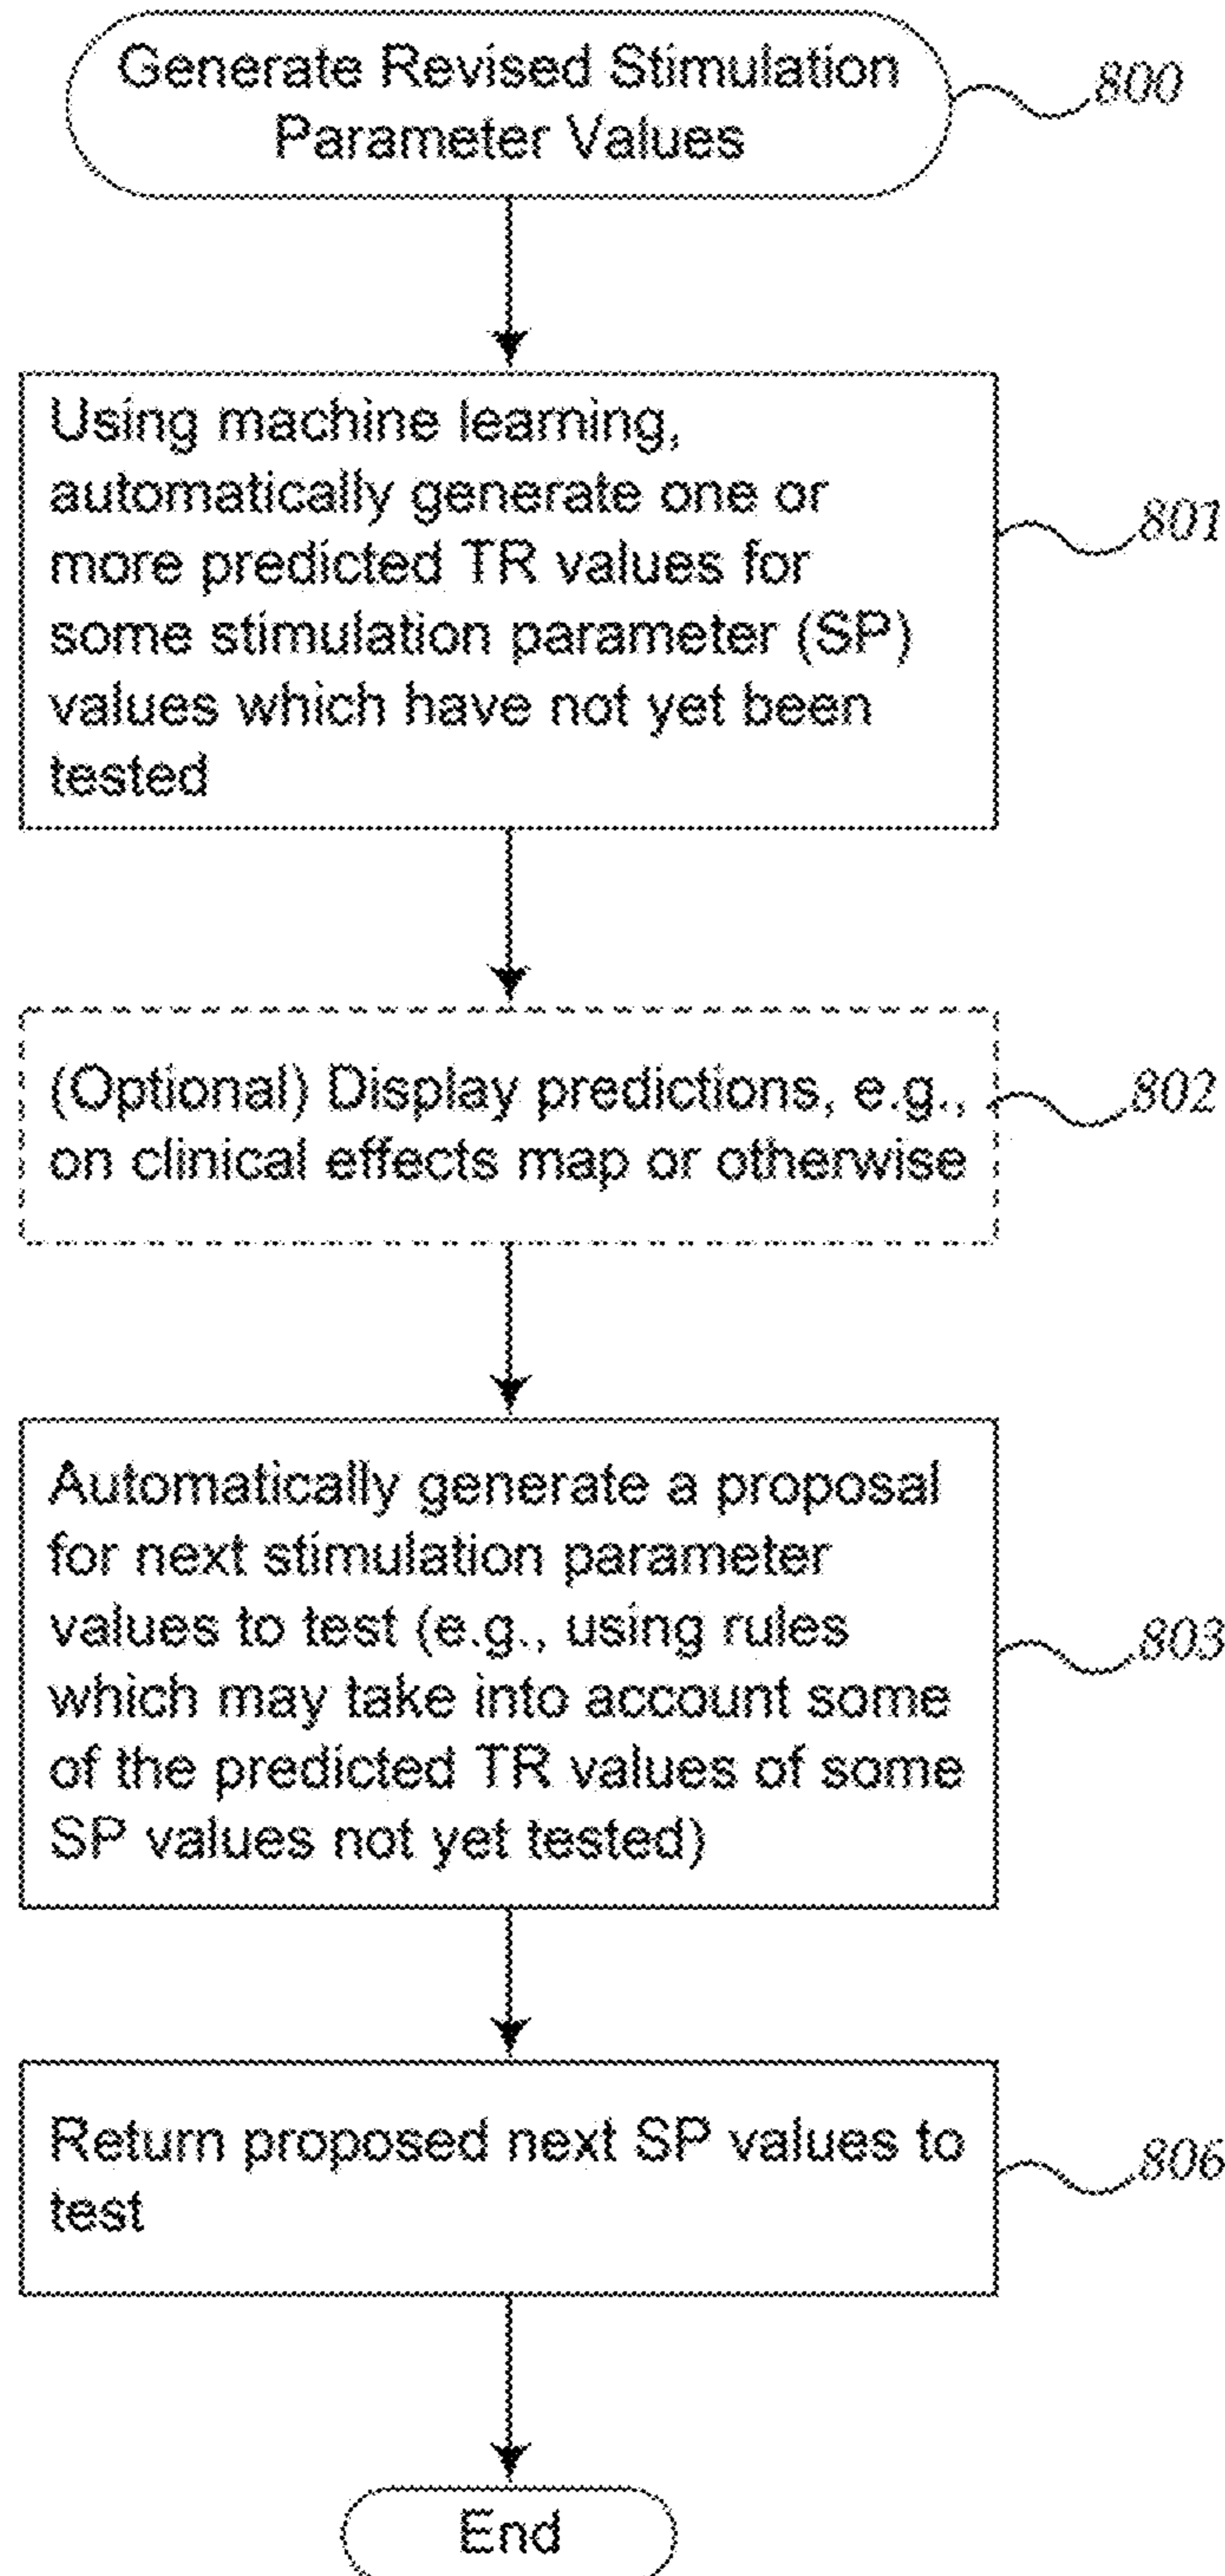 Generate Revised Stimulation
Parameter Values
800
Using machine learning,
automatically generate one or
more predicted TR values for
some stimulation parameter (SP)
values which have not yet been
tested
801
(Optional) Display predictions, e.g.,
on clinical effects map or otherwise
802
Automatically generate a proposal
for next stimulation parameter
values to test (e.g., using rules
which may take into account some
of the predicted TR values of some
SP values not yet tested)
803
Return proposed next SP values to
test
806
End